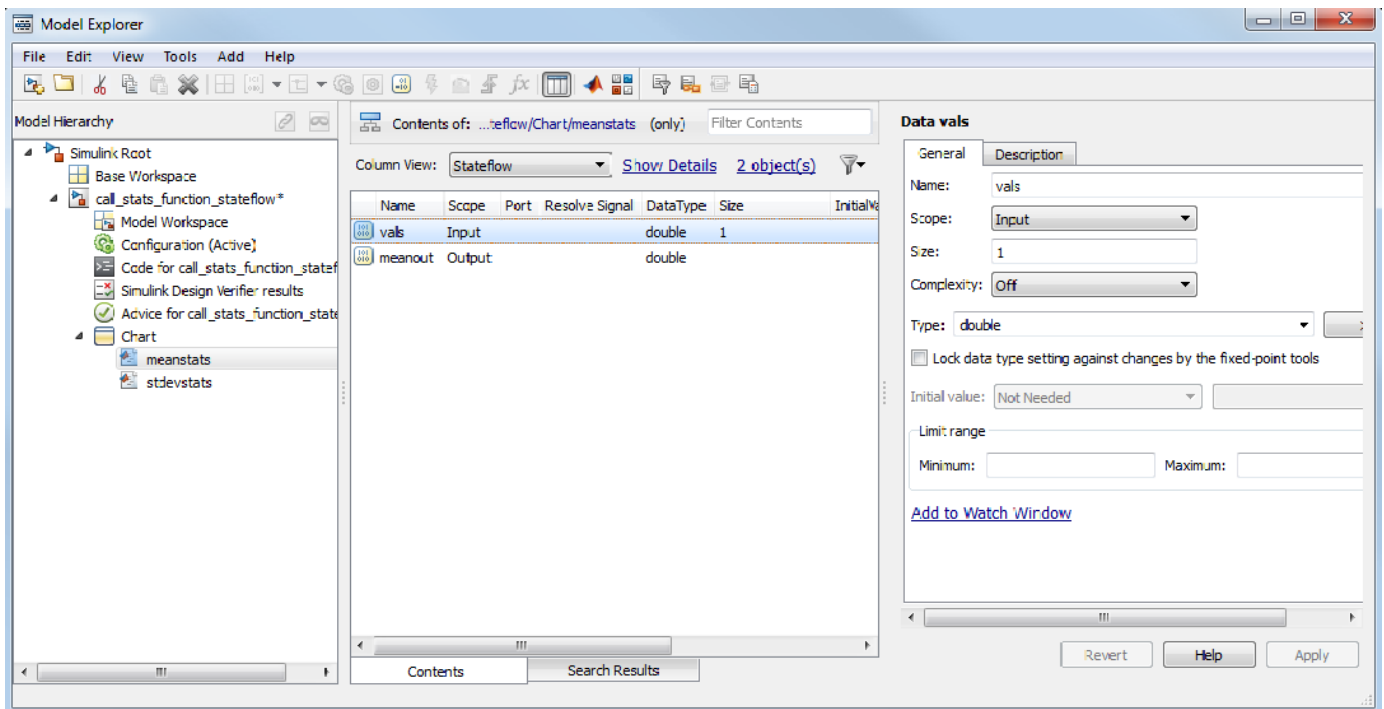 Model Explorer
File Edit View Tools Add Help
Model Hierarchy
Simulink Root
Base Workspace
call_stats_function_stateflow*
Model Workspace
Configuration (Active)
Code for call_stats_function_statef
Simulink Design Verifier results
Advice for call_stats_function_state
Chart
meanstats
stdevstats
Contents of: ...teflow/Chart/meanstats (only) Filter Contents
Column View: Stateflow Show Details 2 object(s)
Name Scope Port Resolve Signal DataType Size InitialVa
vals Input double 1
meanout Output double
Contents Search Results
Data vals
General Description
Name: vals
Scope: Input
Size: 1
Complexity: Off
Type: double
Lock data type setting against changes by the fixed-point tools
Initial value: Not Needed
Limit range
Minimum: Maximum:
Add to Watch Window
Revert Help Apply